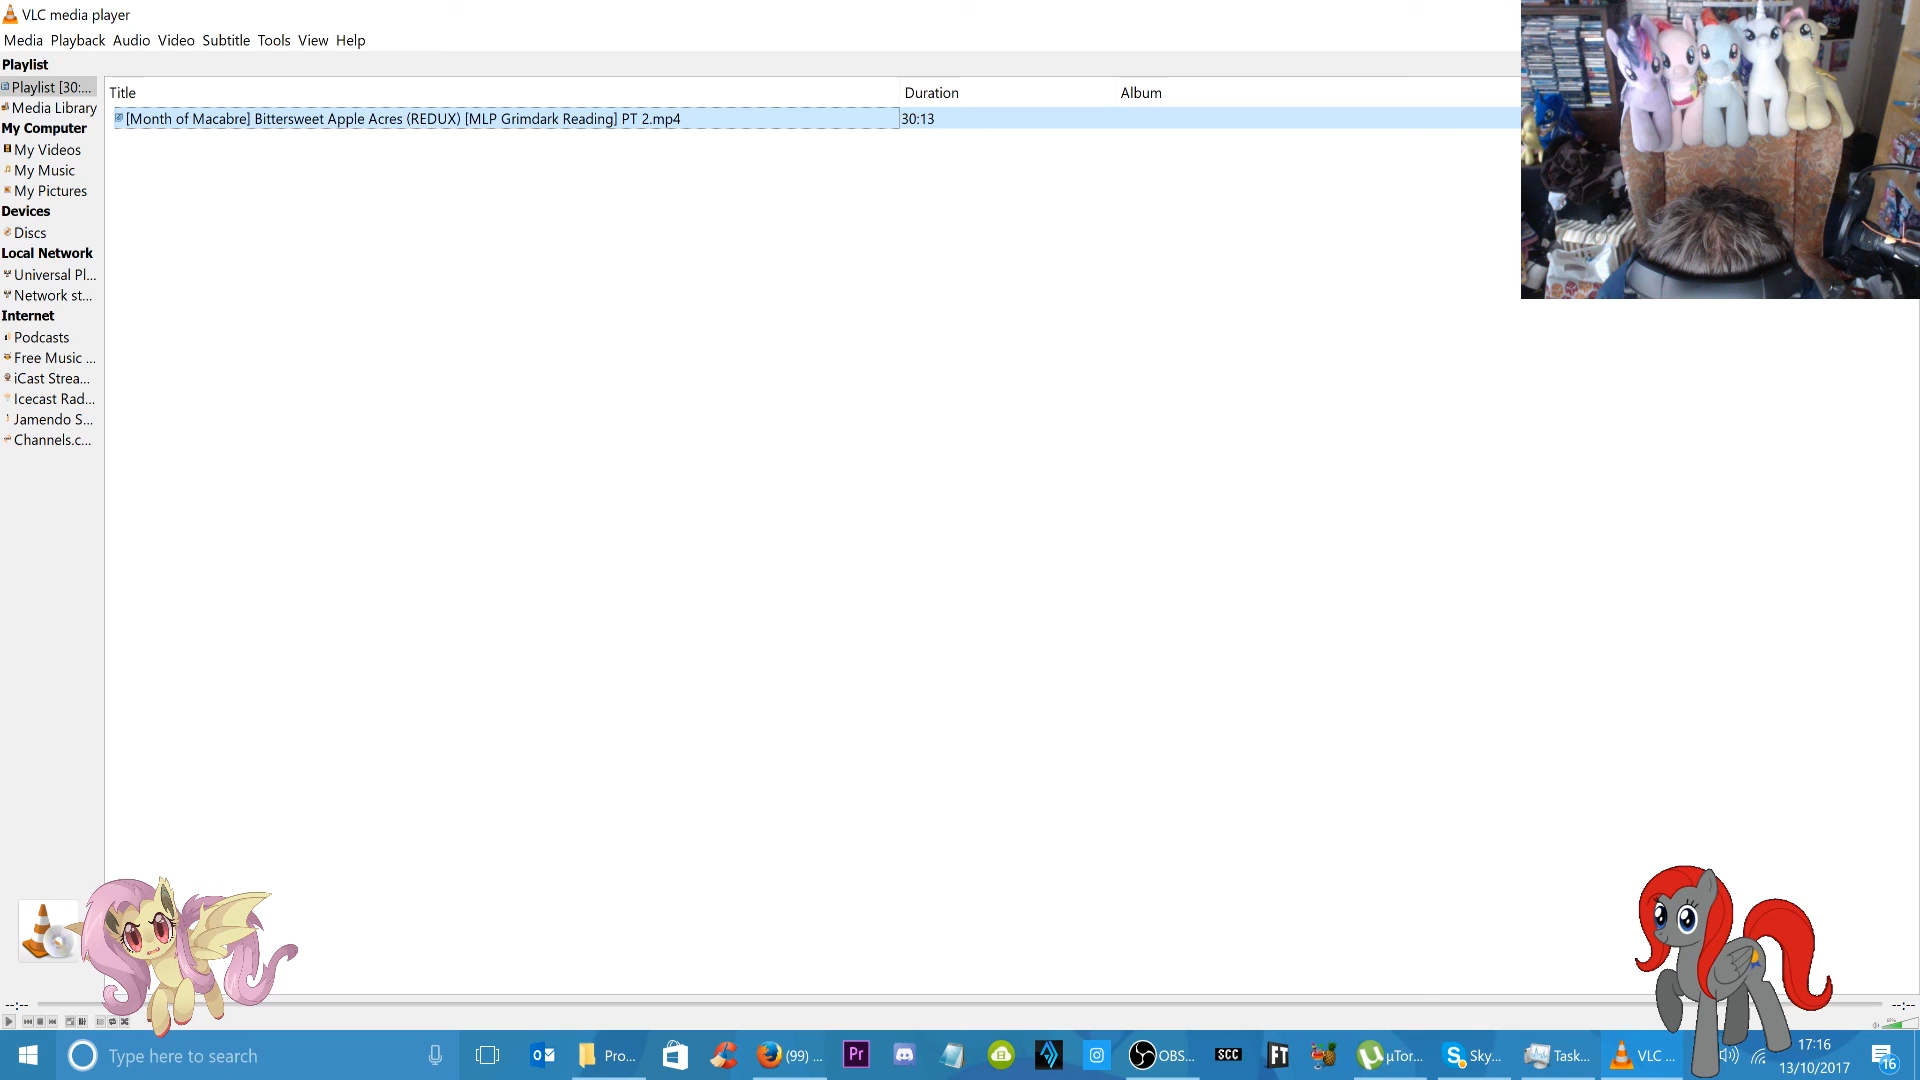 VLC media player
Media Playback Audio Video Subtitle Tools View Help
Playlist
Playlist [30:...
Media Library
My Computer
My Videos
My Music
My Pictures
Devices
Discs
Local Network
Universal Pl...
Network st...
Internet
Podcasts
Free Music ...
iCast Strea...
Icecast Rad...
Jamendo S...
Channels.c...
Title Duration Album
[Month of Macabre] Bittersweet Apple Acres (REDUX) [MLP Grimdark Reading] PT 2.mp4 30:13
--:-- --:--
Type here to search
Pro...
(99) ...
Pr
OBS...
SCC
FT
µTor...
Sky...
Task...
VLC ...
17:16
13/10/2017
16